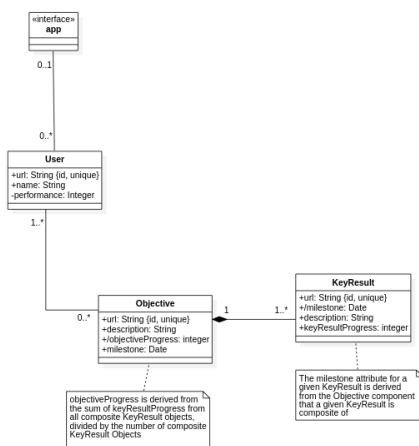 «interface»
app
0..1
0..*
User
+url: String {id, unique}
+name: String
-performance: Integer
1..*
0..*
Objective
+url: String {id, unique}
+description: String
+/objectiveProgress: integer
+milestone: Date
1
1..*
KeyResult
+url: String {id, unique}
+/milestone: Date
+description: String
+keyResultProgress: integer
objectiveProgress is derived from
the sum of keyResultProgress from
all composite KeyResult objects,
divided by the number of composite
KeyResult Objects
The milestone attribute for a
given KeyResult is derived
from the Objective component
that a given KeyResult is
composite of